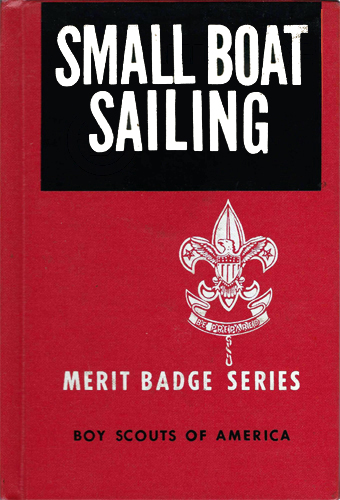 SMALL BOAT
SAILING
BE PREPARED
MERIT BADGE SERIES
BOY SCOUTS OF AMERICA